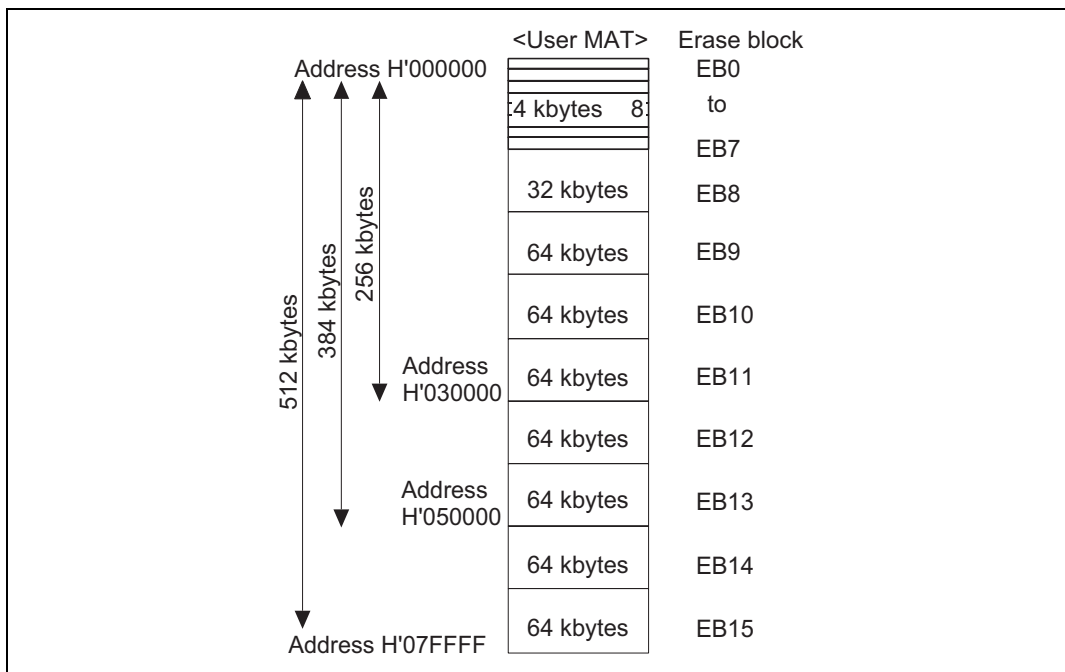 <User MAT> Erase block
Address H'000000
EB0
4 kbytes 8
to
EB7
32 kbytes
EB8
64 kbytes
EB9
64 kbytes
EB10
64 kbytes
EB11
64 kbytes
EB12
64 kbytes
EB13
64 kbytes
EB14
64 kbytes
EB15
256 kbytes
384 kbytes
512 kbytes
Address
H'030000
Address
H'050000
Address H'07FFFF